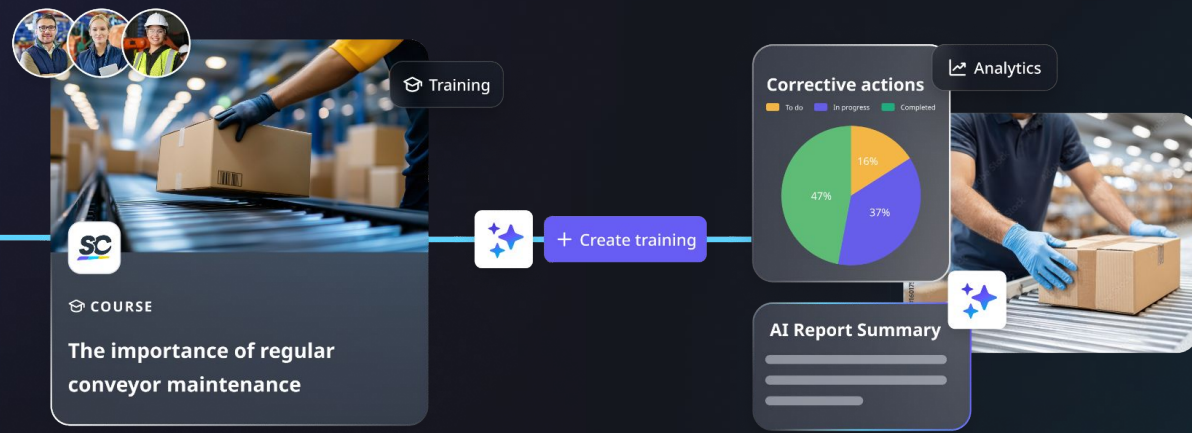 Training
SC
COURSE
The importance of regular
conveyor maintenance
+ Create training
Corrective actions
To do In progress Completed
16%
37%
47%
Analytics
AI Report Summary